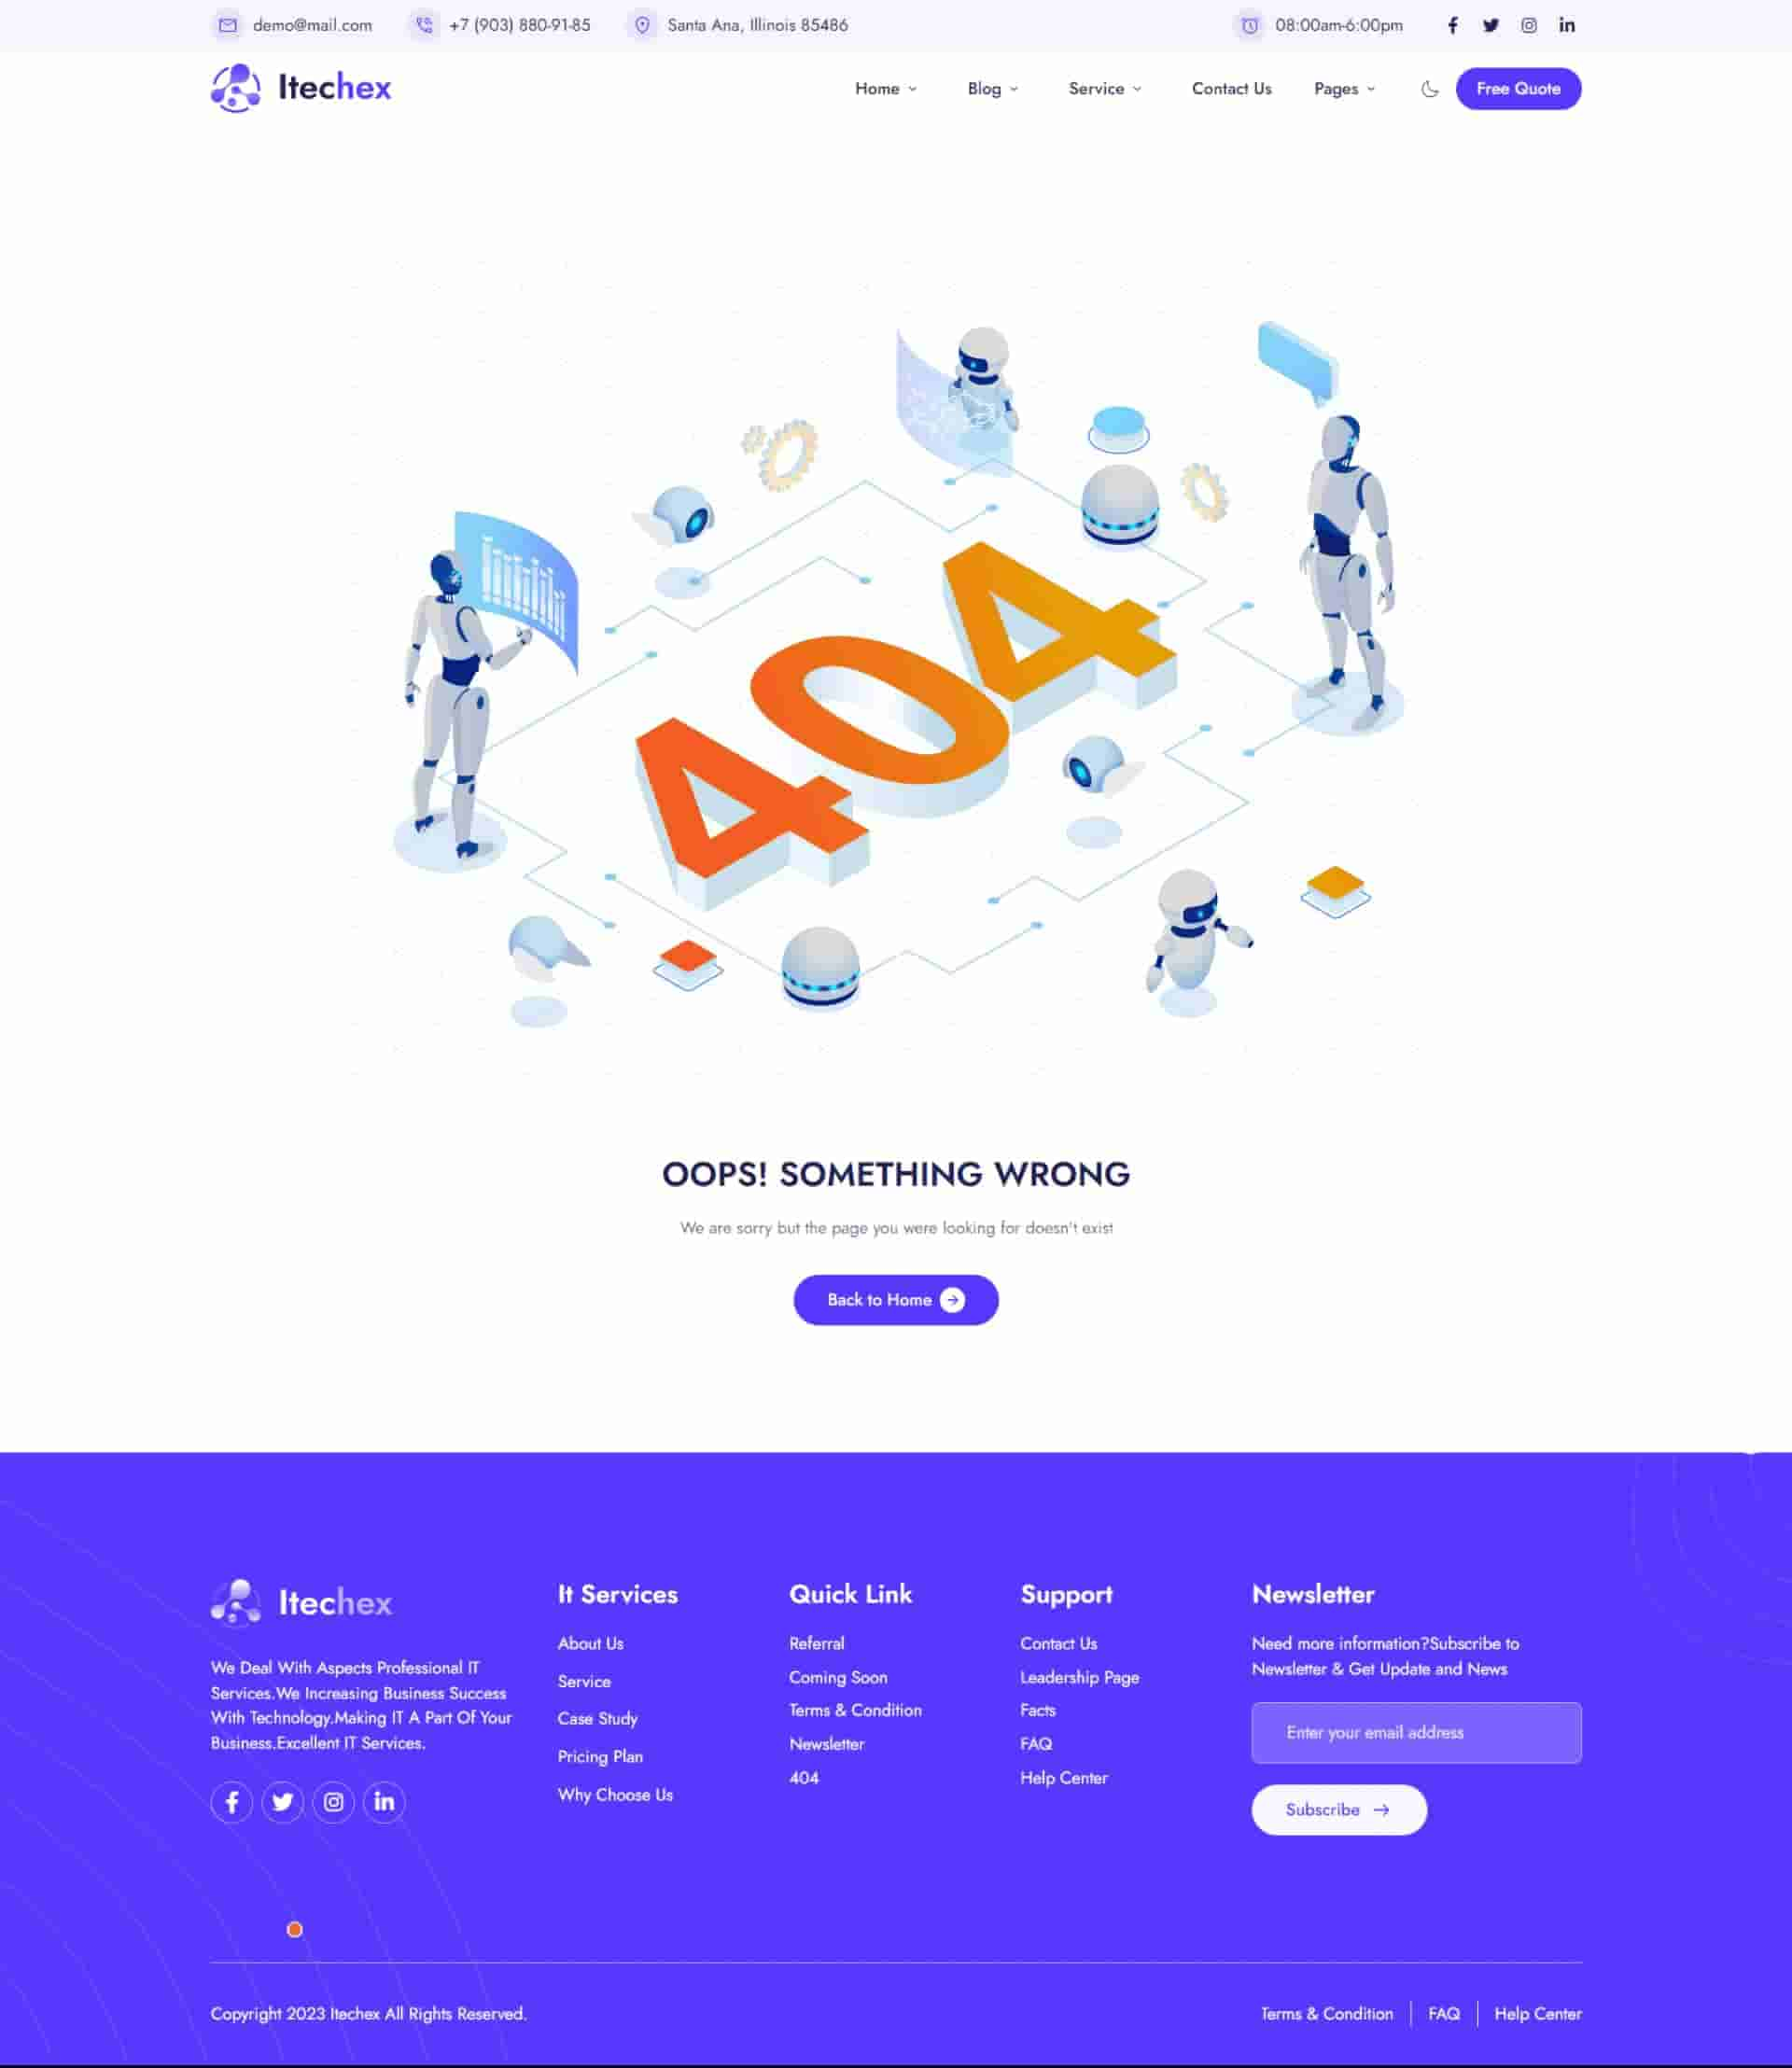 demo@mail.com +7 (903) 880-91-85 Santa Ana, Illinois 85486 08:00am-6:00pm
Itechex
Home Blog Service Contact Us Pages Free Quote
404
OOPS! SOMETHING WRONG
We are sorry but the page you were looking for doesn't exist
Back to Home
Itechex
We Deal With Aspects Professional IT
Services.We Increasing Business Success
With Technology.Making IT A Part Of Your
Business.Excellent IT Services.
It Services
About Us
Service
Case Study
Pricing Plan
Why Choose Us
Quick Link
Referral
Coming Soon
Terms & Condition
Newsletter
404
Support
Contact Us
Leadership Page
Facts
FAQ
Help Center
Newsletter
Need more information?Subscribe to
Newsletter & Get Update and News
Enter your email address
Subscribe
Copyright 2023 Itechex All Rights Reserved.
Terms & Condition FAQ Help Center